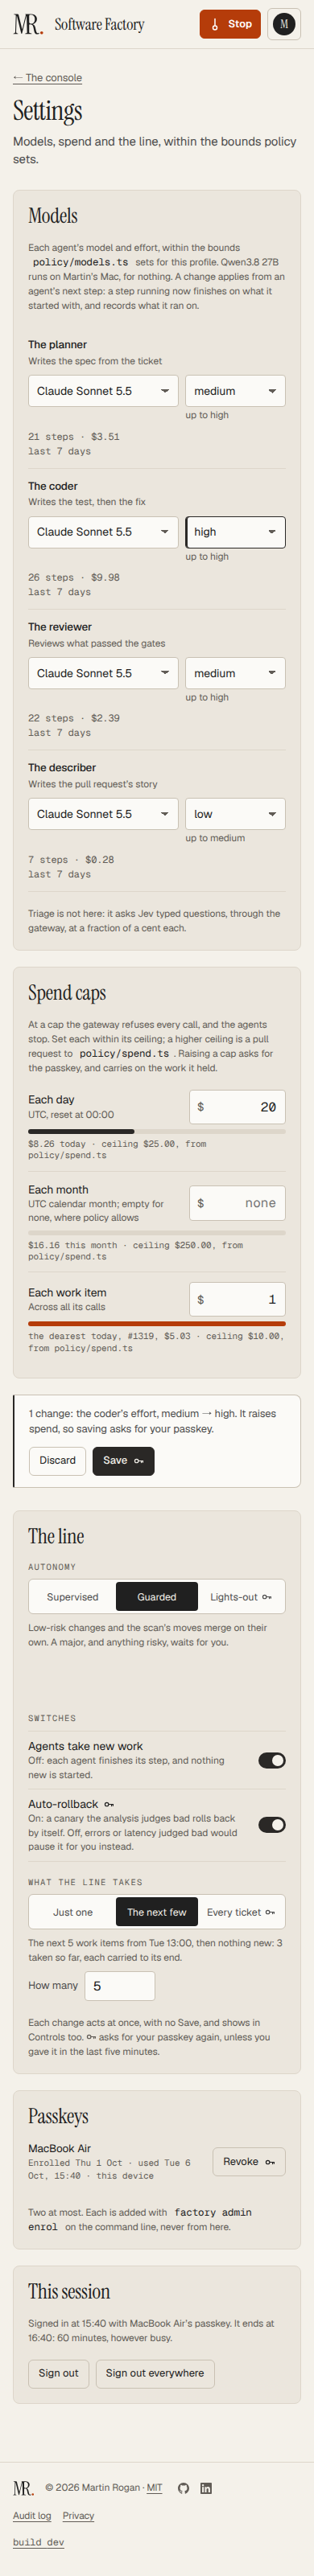 MR. Software Factory Stop M
← The console
Settings
Models, spend and the line, within the bounds policy
sets.
Models
Each agent's model and effort, within the bounds
policy/models.ts sets for this profile. Qwen3.8 27B
runs on Martin's Mac, for nothing. A change applies from an
agent's next step: a step running now finishes on what it
started with, and records what it ran on.
The planner
Writes the spec from the ticket
Claude Sonnet 5.5 medium
up to high
21 steps · $3.51
last 7 days
The coder
Writes the test, then the fix
Claude Sonnet 5.5 high
up to high
26 steps · $9.98
last 7 days
The reviewer
Reviews what passed the gates
Claude Sonnet 5.5 medium
up to high
22 steps · $2.39
last 7 days
The describer
Writes the pull request's story
Claude Sonnet 5.5 low
up to medium
7 steps · $0.28
last 7 days
Triage is not here: it asks Jev typed questions, through the
gateway, at a fraction of a cent each.
Spend caps
At a cap the gateway refuses every call, and the agents
stop. Set each within its ceiling; a higher ceiling is a pull
request to policy/spend.ts. Raising a cap asks for
the passkey, and carries on the work it held.
Each day
UTC, reset at 00:00
$ 20
$8.26 today · ceiling $25.00, from
policy/spend.ts
Each month
UTC calendar month; empty for
none, where policy allows
$ none
$16.16 this month · ceiling $250.00, from
policy/spend.ts
Each work item
Across all its calls
$ 1
the dearest today, #1319, $5.03 · ceiling $10.00,
from policy/spend.ts
1 change: the coder's effort, medium → high. It raises
spend, so saving asks for your passkey.
Discard Save
The line
AUTONOMY
Supervised Guarded Lights-out
Low-risk changes and the scan's moves merge on their
own. A major, and anything risky, waits for you.
SWITCHES
Agents take new work
Off: each agent finishes its step, and nothing
new is started.
Auto-rollback
On: a canary the analysis judges bad rolls back
by itself. Off, errors or latency judged bad would
pause it for you instead.
WHAT THE LINE TAKES
Just one The next few Every ticket
The next 5 work items from Tue 13:00, then nothing new: 3
taken so far, each carried to its end.
How many 5
Each change acts at once, with no Save, and shows in
Controls too. asks for your passkey again, unless you
gave it in the last five minutes.
Passkeys
MacBook Air
Enrolled Thu 1 Oct · used Tue 6
Oct, 15:40 · this device
Revoke
Two at most. Each is added with factory admin
enrol on the command line, never from here.
This session
Signed in at 15:40 with MacBook Air's passkey. It ends at
16:40: 60 minutes, however busy.
Sign out Sign out everywhere
MR. © 2026 Martin Rogan · MIT
Audit log Privacy
build dev